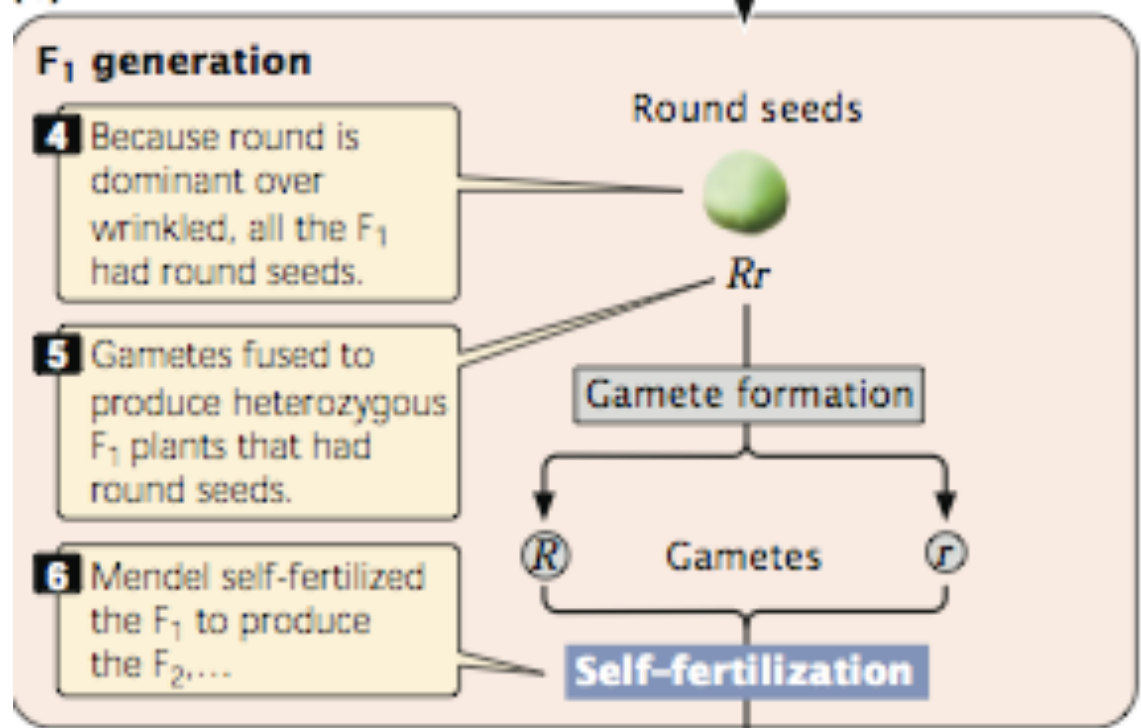 F₁ generation
4 Because round is
dominant over
wrinkled, all the F₁
had round seeds.
Round seeds
Rr
5 Gametes fused to
produce heterozygous
F₁ plants that had
round seeds.
Gamete formation
R Gametes r
6 Mendel self-fertilized
the F₁ to produce
the F₂,...
Self–fertilization